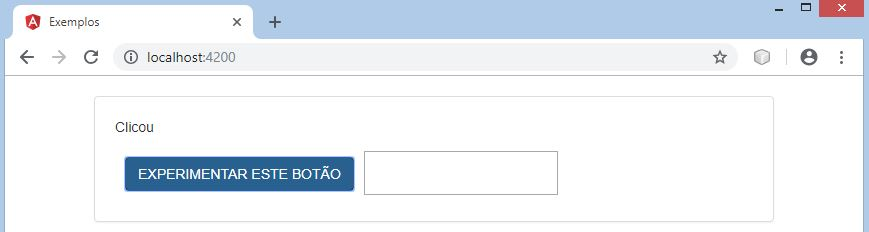 Exemplos
localhost:4200
Clicou
EXPERIMENTAR ESTE BOTÃO